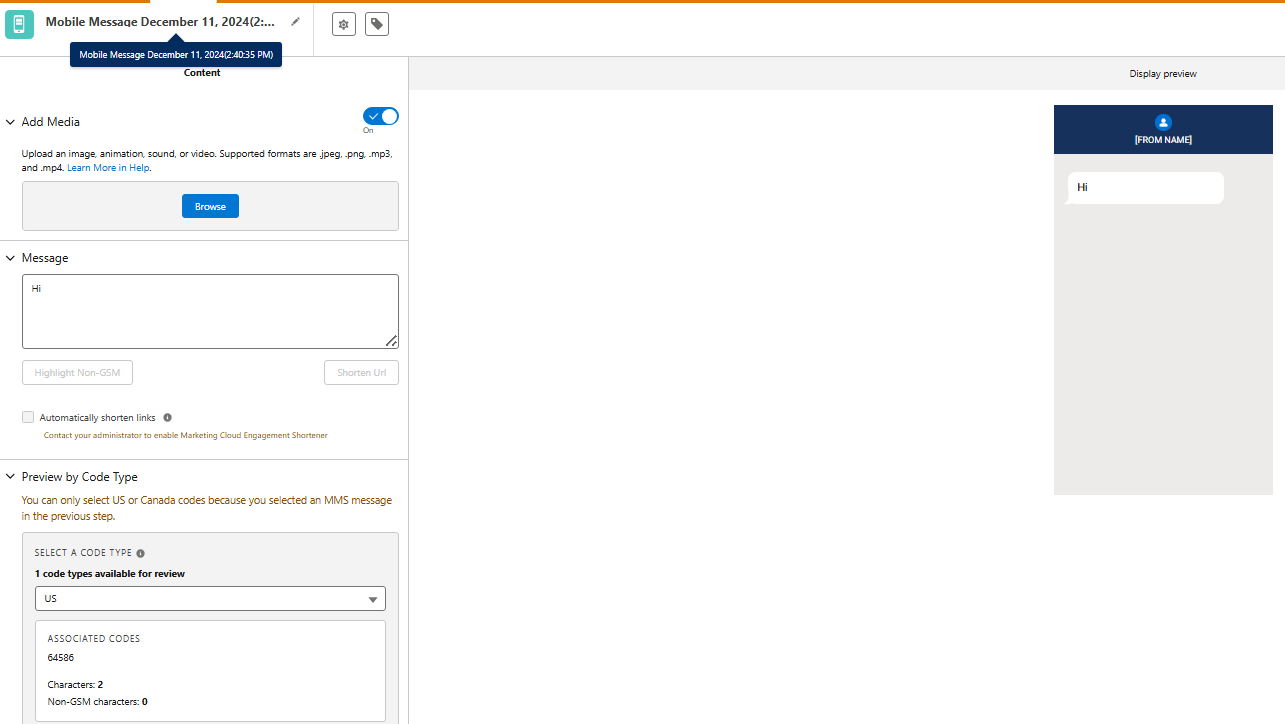 Mobile Message December 11, 2024(2:...
Mobile Message December 11, 2024(2:40:35 PM)
Content
Display preview
Add Media
On
Upload an image, animation, sound, or video. Supported formats are .jpeg, .png, .mp3,
and .mp4. Learn More in Help.
Browse
[FROM NAME]
Hi
Message
Hi
Highlight Non-GSM
Shorten Url
Automatically shorten links
Contact your administrator to enable Marketing Cloud Engagement Shortener
Preview by Code Type
You can only select US or Canada codes because you selected an MMS message
in the previous step.
SELECT A CODE TYPE
1 code types available for review
US
ASSOCIATED CODES
64586
Characters: 2
Non-GSM characters: 0